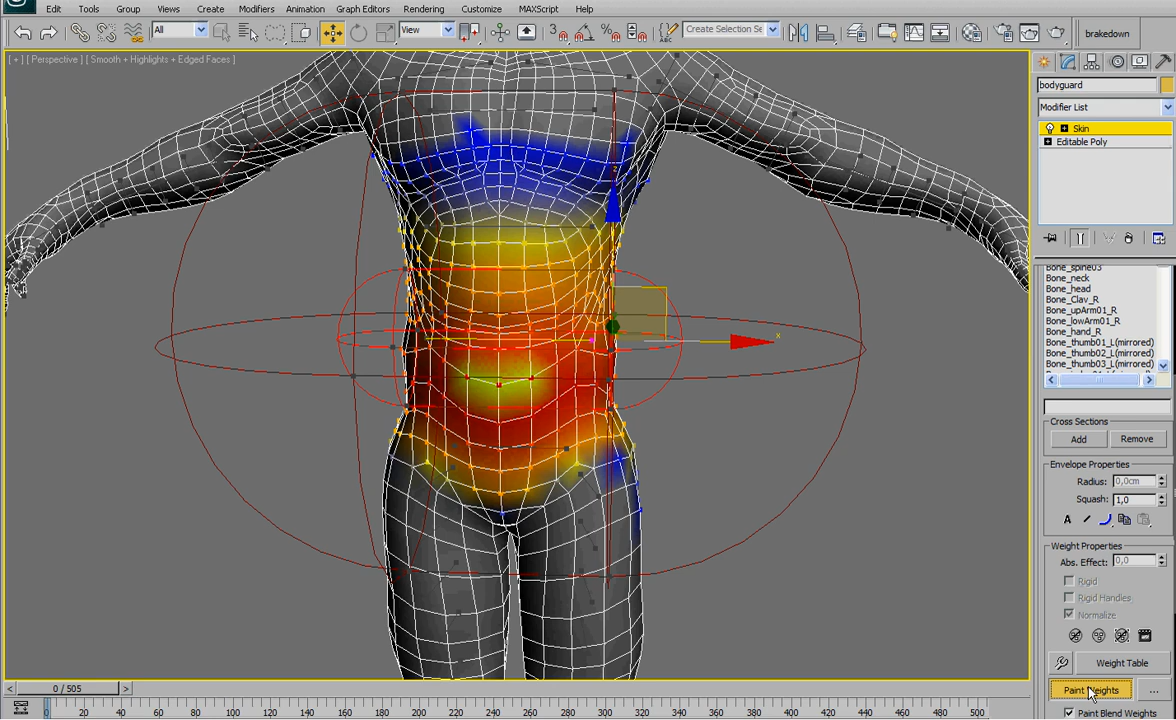 Edit Tools Group Views Create Modifiers Animation Graph Editors Rendering Customize MAXScript Help
All View Create Selection Se brakedown
[ + ] [ Perspective ] [ Smooth + Highlights + Edged Faces ]
bodyguard
Modifier List
Skin
Editable Poly
Bone_spine03
Bone_neck
Bone_head
Bone_Clav_R
Bone_upArm01_R
Bone_lowArm01_R
Bone_hand_R
Bone_thumb01_L(mirrored)
Bone_thumb02_L(mirrored)
Bone_thumb03_L(mirrored)
Cross Sections
Add Remove
Envelope Properties
Radius: 0,0cm
Squash: 1,0
A
Weight Properties
Abs. Effect: 0,0
Rigid
Rigid Handles
Normalize
Weight Table
Paint Weights ...
Paint Blend Weights
x
z
< 0 / 505 >
0 20 40 60 80 100 120 140 160 180 200 220 240 260 280 300 320 340 360 380 400 420 440 460 480 500